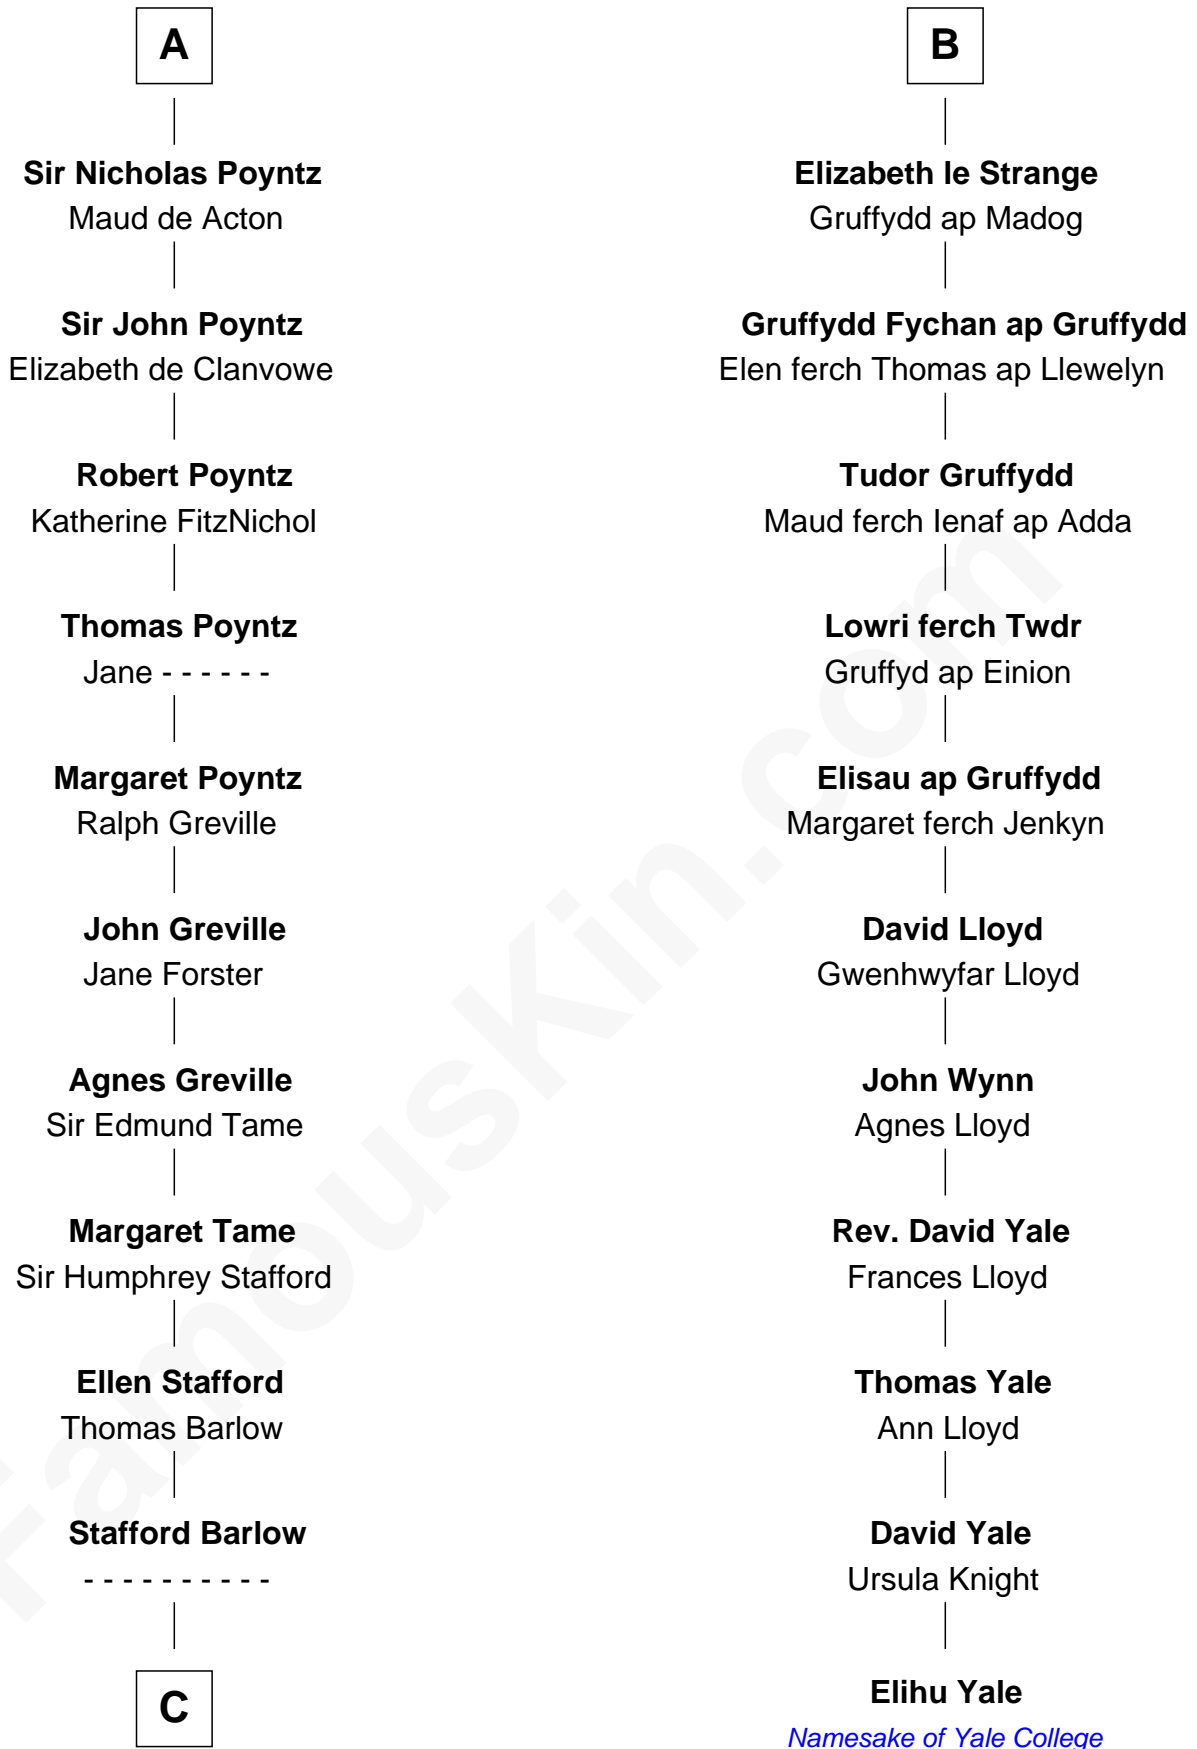 A
Sir Nicholas Poyntz
Maud de Acton
Sir John Poyntz
Elizabeth de Clanvowe
Robert Poyntz
Katherine FitzNichol
Thomas Poyntz
Jane - - - - - -
Margaret Poyntz
Ralph Greville
John Greville
Jane Forster
Agnes Greville
Sir Edmund Tame
Margaret Tame
Sir Humphrey Stafford
Ellen Stafford
Thomas Barlow
Stafford Barlow
- - - - - - - - - -
C
B
Elizabeth le Strange
Gruffydd ap Madog
Gruffydd Fychan ap Gruffydd
Elen ferch Thomas ap Llewelyn
Tudor Gruffydd
Maud ferch Ienaf ap Adda
Lowri ferch Twdr
Gruffyd ap Einion
Elisau ap Gruffydd
Margaret ferch Jenkyn
David Lloyd
Gwenhwyfar Lloyd
John Wynn
Agnes Lloyd
Rev. David Yale
Frances Lloyd
Thomas Yale
Ann Lloyd
David Yale
Ursula Knight
Elihu Yale
Namesake of Yale College
FamousKin.com